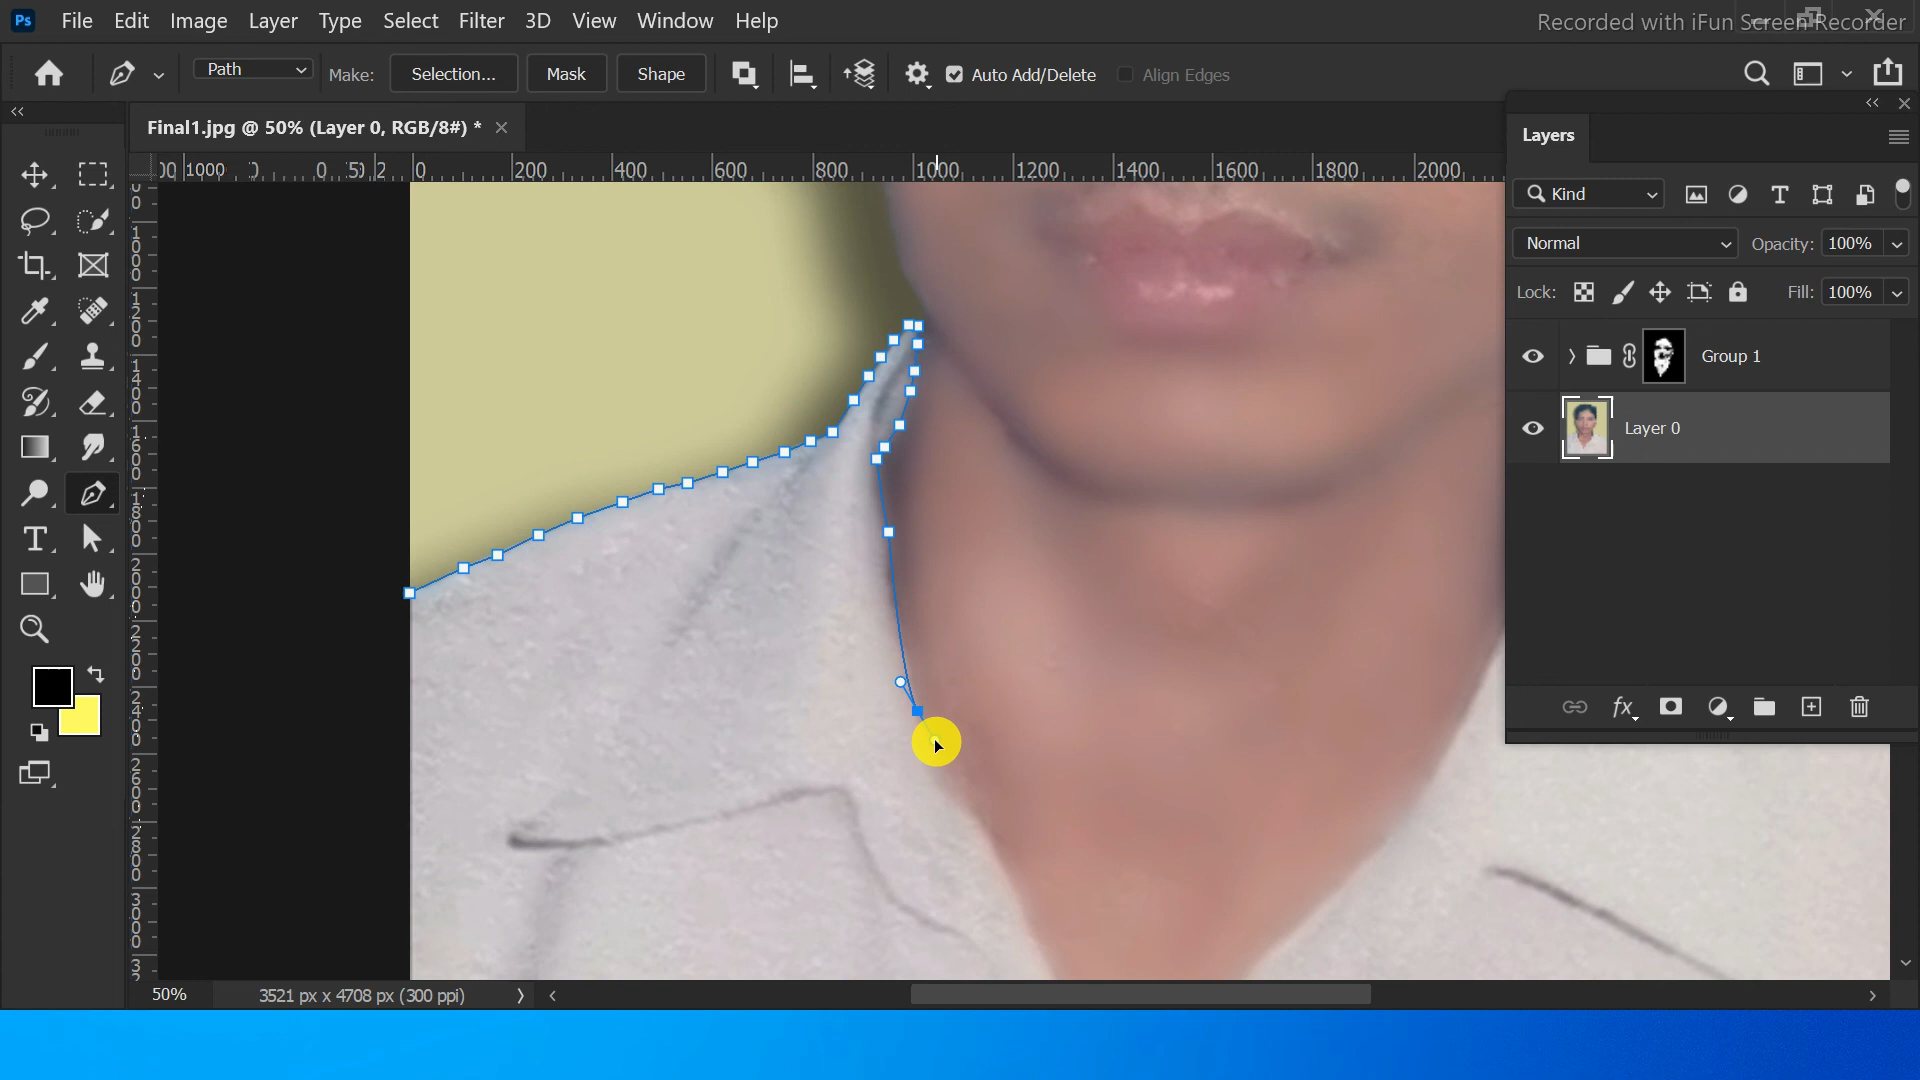 Ps File Edit Image Layer Type Select Filter 3D View Window Help
Recorded with iFun Screen Recorder
Path Make: Selection... Mask Shape Auto Add/Delete Align Edges
Final1.jpg @ 50% (Layer 0, RGB/8#) *
1000 0 200 400 600 800 1000 1200 1400 1600 1800 2000
Layers
Kind
Normal Opacity: 100%
Lock: Fill: 100%
Group 1
Layer 0
fx
50% 3521 px x 4708 px (300 ppi)